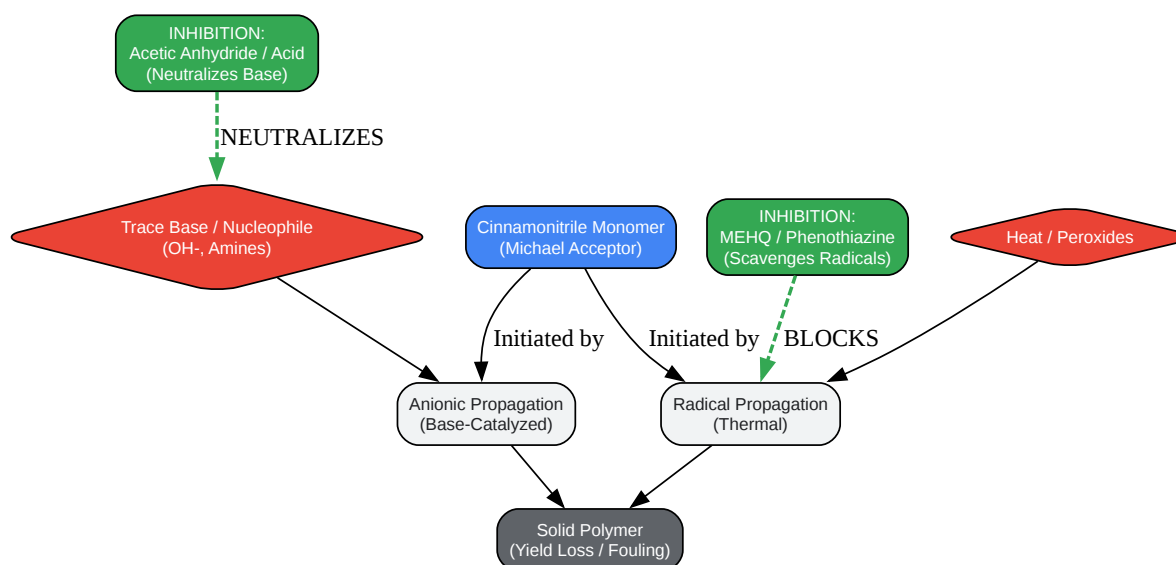 INHIBITION:
Acetic Anhydride / Acid
(Neutralizes Base)
NEUTRALIZES
Trace Base / Nucleophile
(OH-, Amines)
Cinnamonitrile Monomer
(Michael Acceptor)
INHIBITION:
MEHQ / Phenothiazine
(Scavenges Radicals)
Heat / Peroxides
Initiated by
Initiated by
BLOCKS
Anionic Propagation
(Base-Catalyzed)
Radical Propagation
(Thermal)
Solid Polymer
(Yield Loss / Fouling)